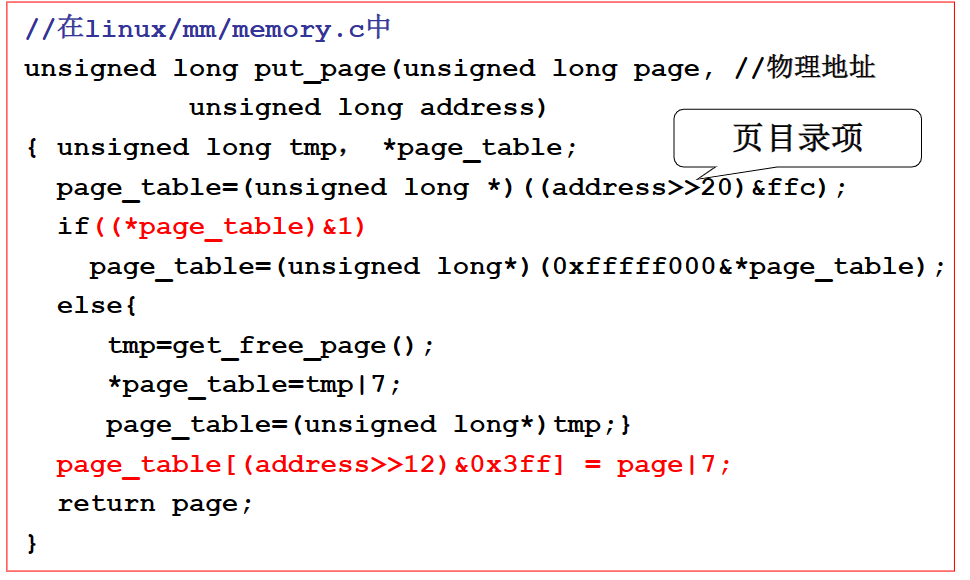 //在linux/mm/memory.c中
unsigned long put_page(unsigned long page, //物理地址
unsigned long address)
{ unsigned long tmp, *page_table;
页目录项
page_table=(unsigned long *)((address>>20)&ffc);
if((*page_table)&1)
page_table=(unsigned long*)(0xfffff000&*page_table);
else{
tmp=get_free_page();
*page_table=tmp|7;
page_table=(unsigned long*)tmp;}
page_table[(address>>12)&0x3ff] = page|7;
return page;
}